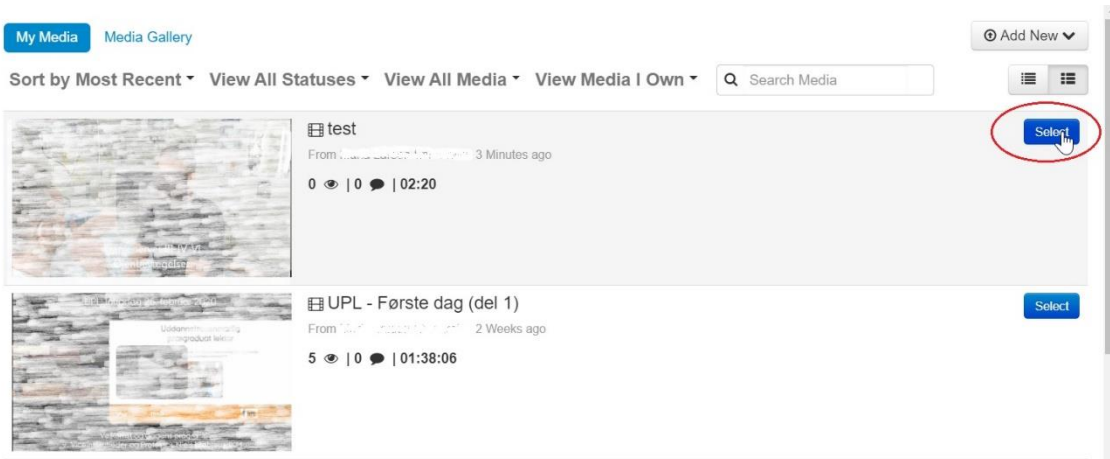 My Media Media Gallery Add New
Sort by Most Recent View All Statuses View All Media View Media I Own Search Media
test Select
From 3 Minutes ago
0 | 0 | 02:20
UPL - Første dag (del 1) Select
From 2 Weeks ago
5 | 0 | 01:38:06